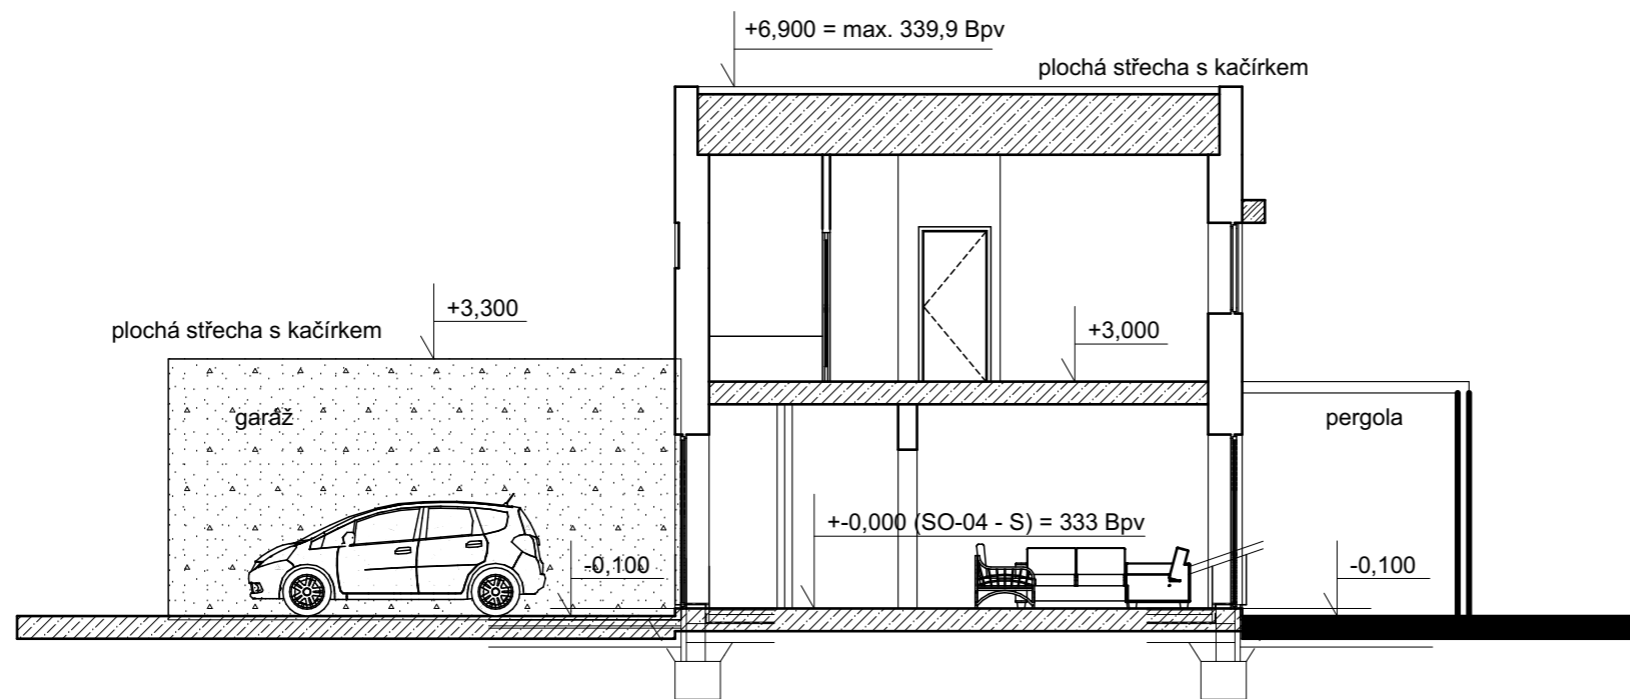 +6,900 = max. 339,9 Bpv
plochá střecha s kačírkem
+3,300
plochá střecha s kačírkem
+3,000
garáž
pergola
+-0,000 (SO-04 - S) = 333 Bpv
-0,100
-0,100